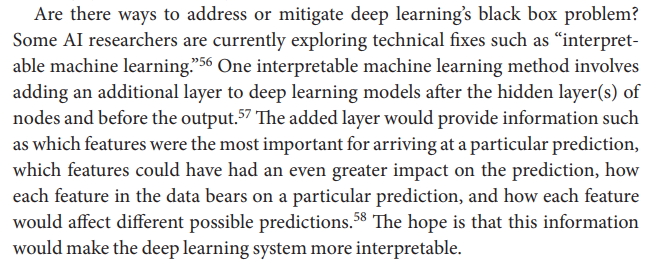 Are there ways to address or mitigate deep learning’s black box problem?
Some AI researchers are currently exploring technical fixes such as “interpret-
able machine learning.”56 One interpretable machine learning method involves
adding an additional layer to deep learning models after the hidden layer(s) of
nodes and before the output.57 The added layer would provide information such
as which features were the most important for arriving at a particular prediction,
which features could have had an even greater impact on the prediction, how
each feature in the data bears on a particular prediction, and how each feature
would affect different possible predictions.58 The hope is that this information
would make the deep learning system more interpretable.